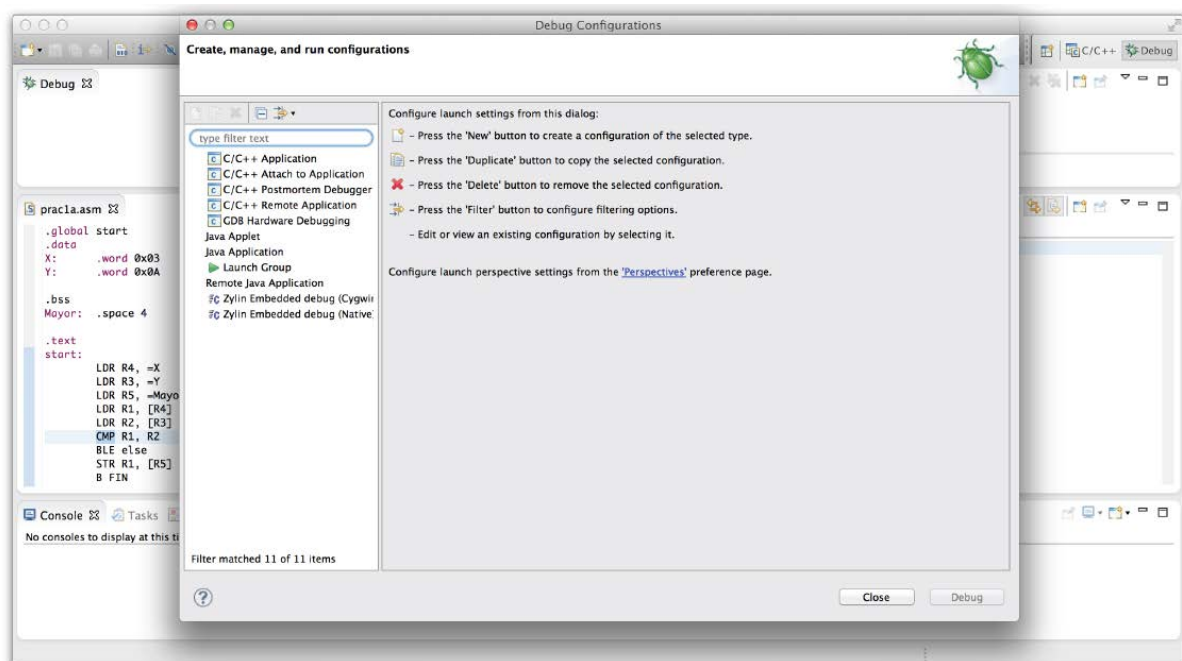 Debug Configurations
C/C++
Debug
Create, manage, and run configurations
Debug
type filter text
C/C++ Application
C/C++ Attach to Application
C/C++ Postmortem Debugger
C/C++ Remote Application
GDB Hardware Debugging
Java Applet
Java Application
Launch Group
Remote Java Application
Zylin Embedded debug (Cygwin
Zylin Embedded debug (Native
Filter matched 11 of 11 items
Configure launch settings from this dialog:
- Press the 'New' button to create a configuration of the selected type.
- Press the 'Duplicate' button to copy the selected configuration.
- Press the 'Delete' button to remove the selected configuration.
- Press the 'Filter' button to configure filtering options.
- Edit or view an existing configuration by selecting it.
Configure launch perspective settings from the 'Perspectives' preference page.
prac1a.asm
.global start
.data
X: .word 0x03
Y: .word 0x0A
.bss
Mayor: .space 4
.text
start:
LDR R4, =X
LDR R3, =Y
LDR R5, =Mayo
LDR R1, [R4]
LDR R2, [R3]
CMP R1, R2
BLE else
STR R1, [R5]
B FIN
Console Tasks
No consoles to display at this ti
Close Debug